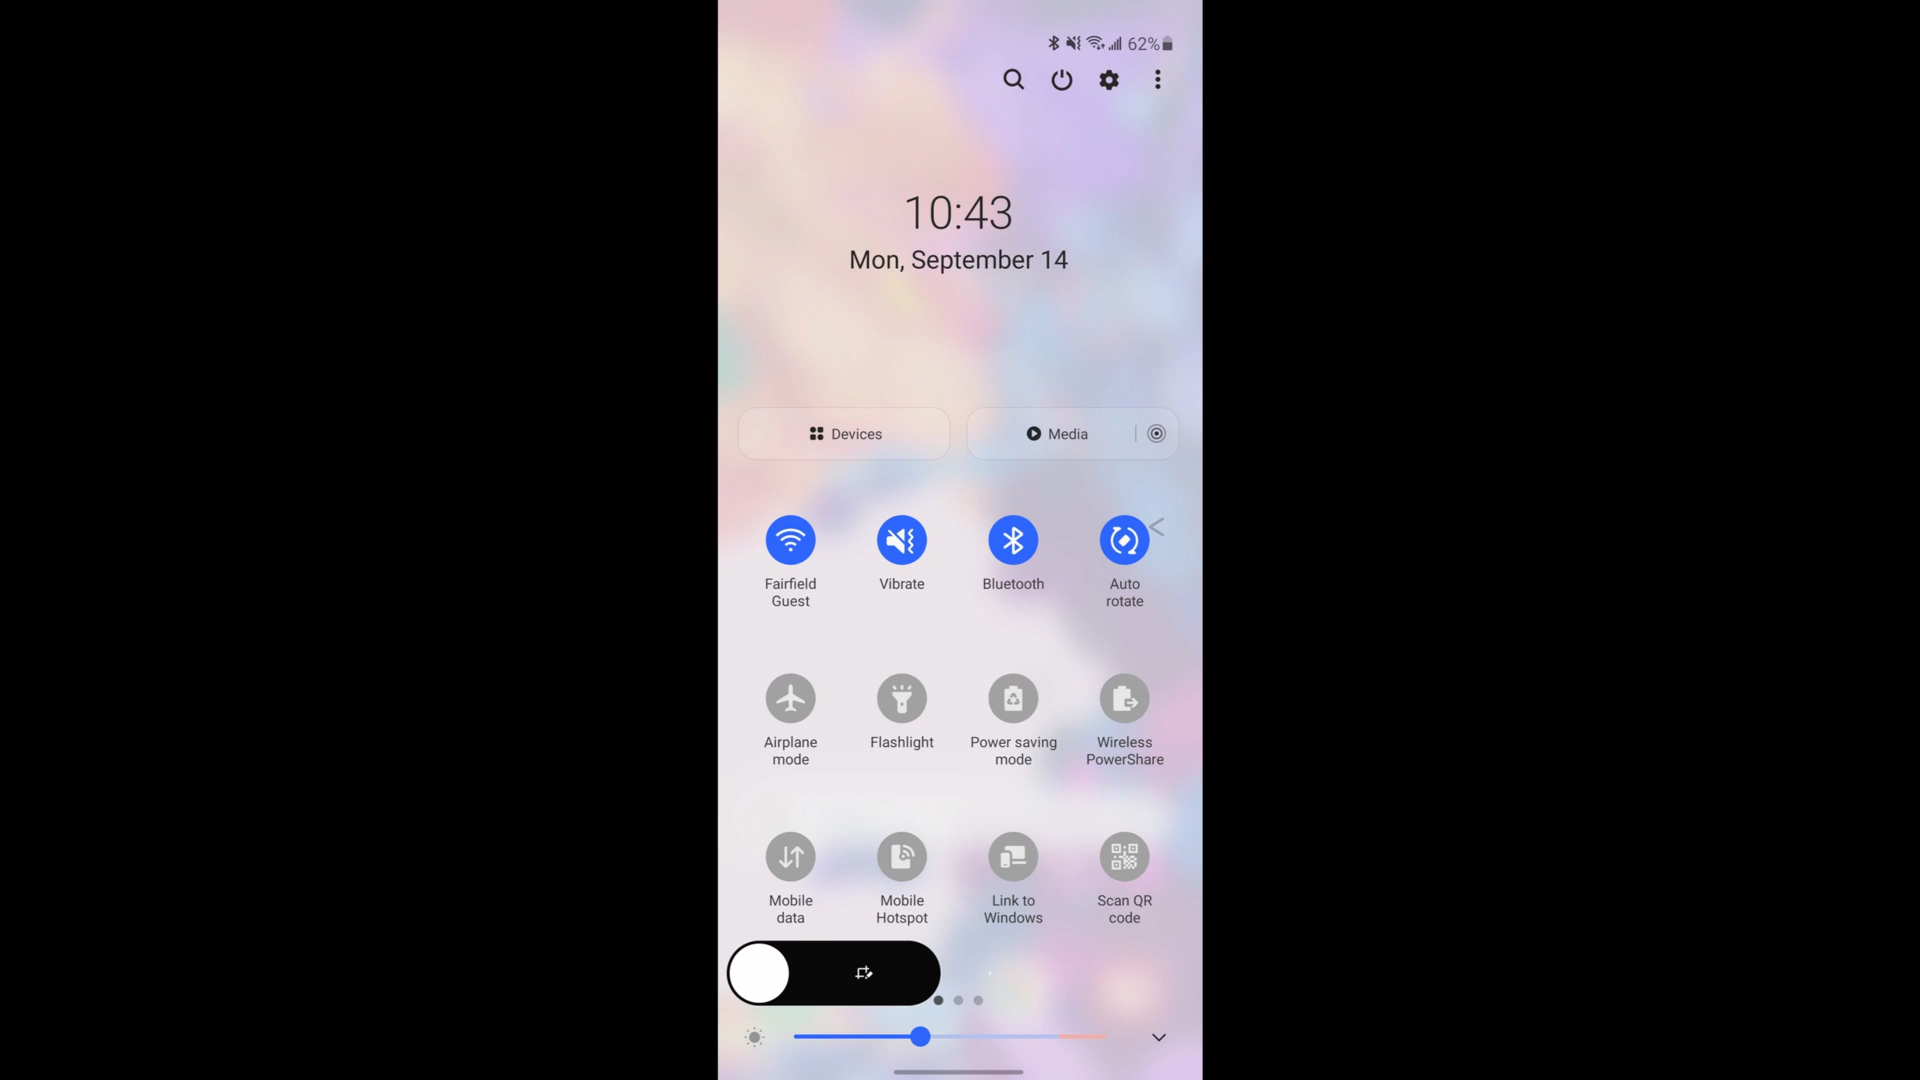 62%
10:43
Mon, September 14
Devices
Media
Fairfield
Guest
Vibrate
Bluetooth
Auto
rotate
Airplane
mode
Flashlight
Power saving
mode
Wireless
PowerShare
Mobile
data
Mobile
Hotspot
Link to
Windows
Scan QR
code